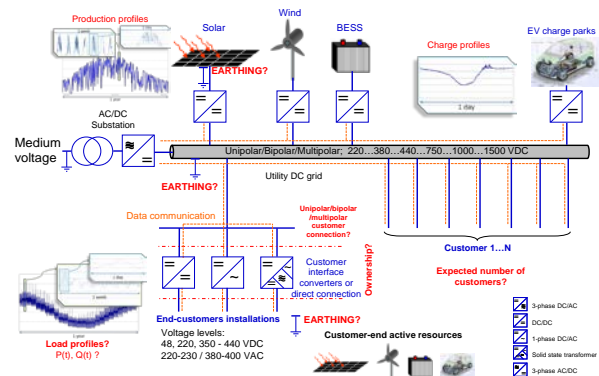 Production profiles
Solar
Wind
BESS
Charge profiles
EV charge parks
EARTHING?
1 day
AC/DC
Substation
Medium
voltage
Unipolar/Bipolar/Multipolar; 220…380…440…750…1000…1500 VDC
EARTHING?
Utility DC grid
Data communication
Unipolar/bipolar
/multipolar
customer
connection?
Ownership?
Customer 1…N
Expected number of
customers?
Customer
interface
converters or
direct connection
Load profiles?
P(t), Q(t) ?
End-customers installations
Voltage levels:
48, 220, 350 - 440 VDC
220-230 / 380-400 VAC
EARTHING?
Customer-end active resources
3-phase DC/AC
DC/DC
1-phase DC/AC
Solid state transformer
3-phase AC/DC